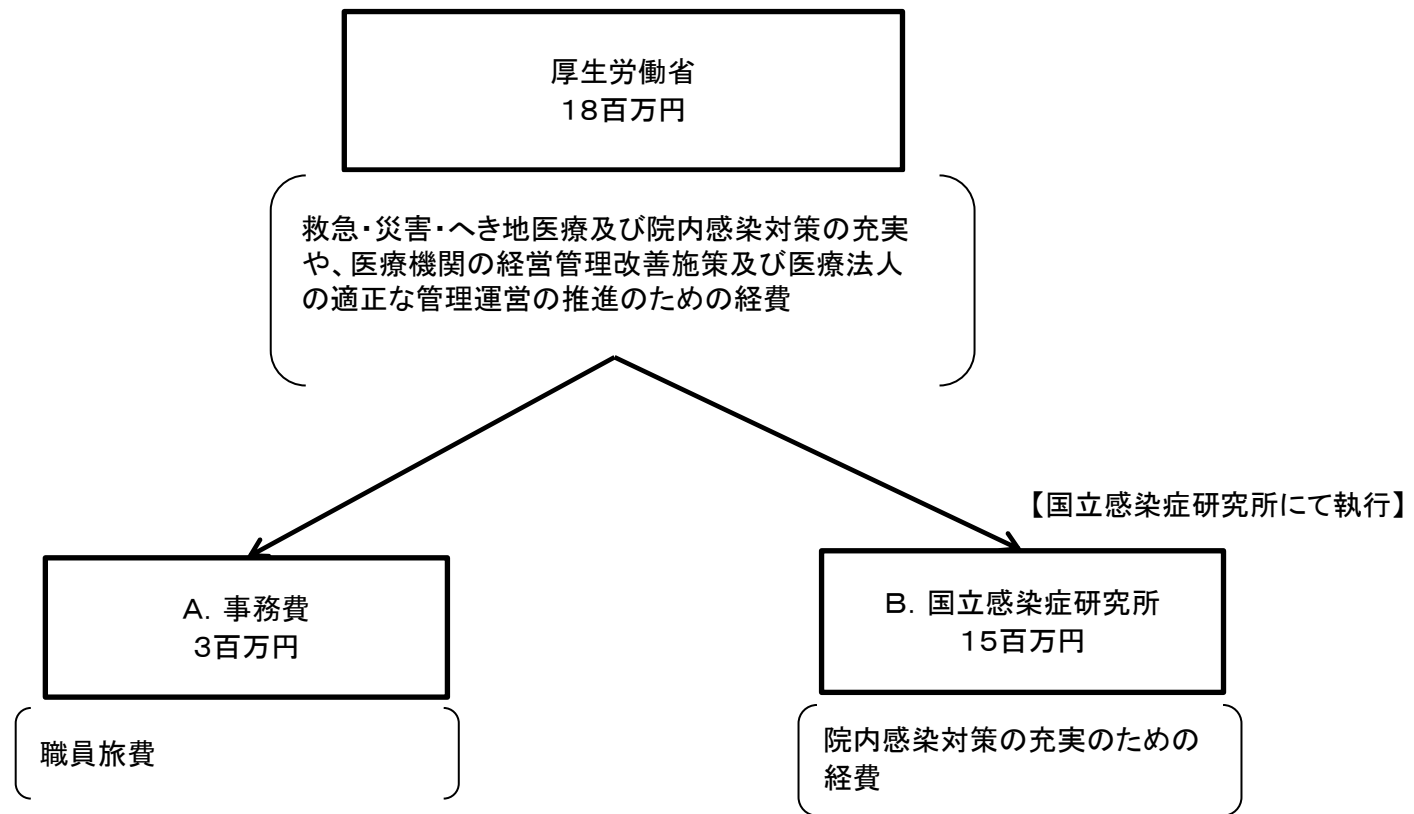 厚生労働省
18百万円
救急・災害・へき地医療及び院内感染対策の充実
や、医療機関の経営管理改善施策及び医療法人
の適正な管理運営の推進のための経費
【国立感染症研究所にて執行】
A. 事務費
3百万円
B. 国立感染症研究所
15百万円
職員旅費
院内感染対策の充実のための
経費